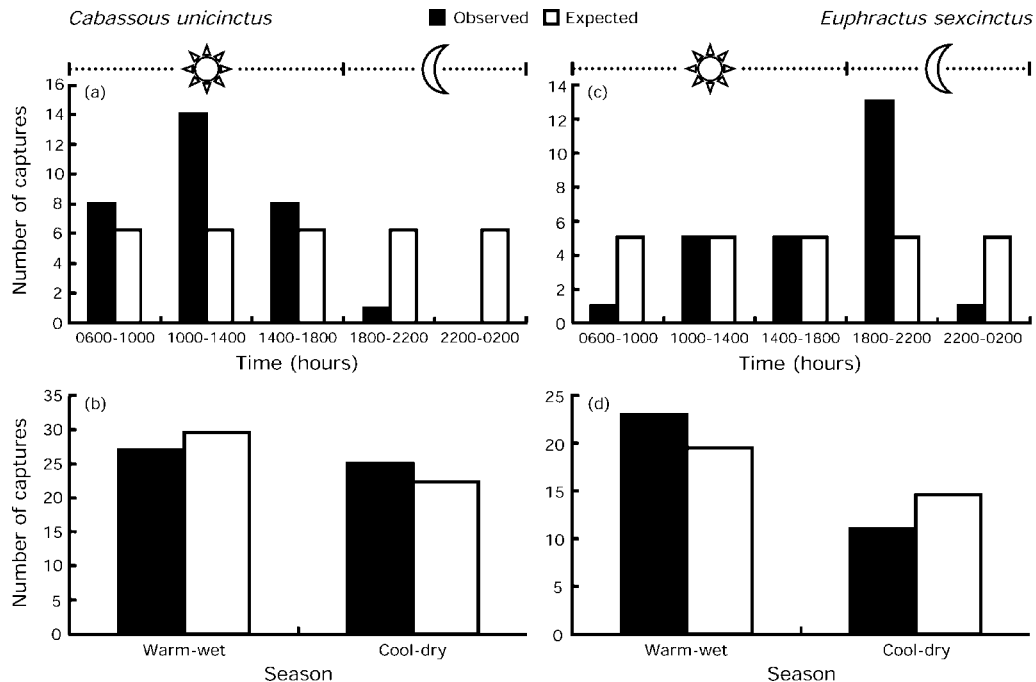 Cabassous unicinctus Observed Expected Euphractus sexcinctus
(a)
Number of captures
16
14
12
10
8
6
4
2
0
0600-1000 1000-1400 1400-1800 1800-2200 2200-0200
Time (hours)
(c)
14
12
10
8
6
4
2
0
0600-1000 1000-1400 1400-1800 1800-2200 2200-0200
Time (hours)
(b)
Number of captures
35
30
25
20
15
10
5
0
Warm-wet Cool-dry
Season
(d)
25
20
15
10
5
0
Warm-wet Cool-dry
Season